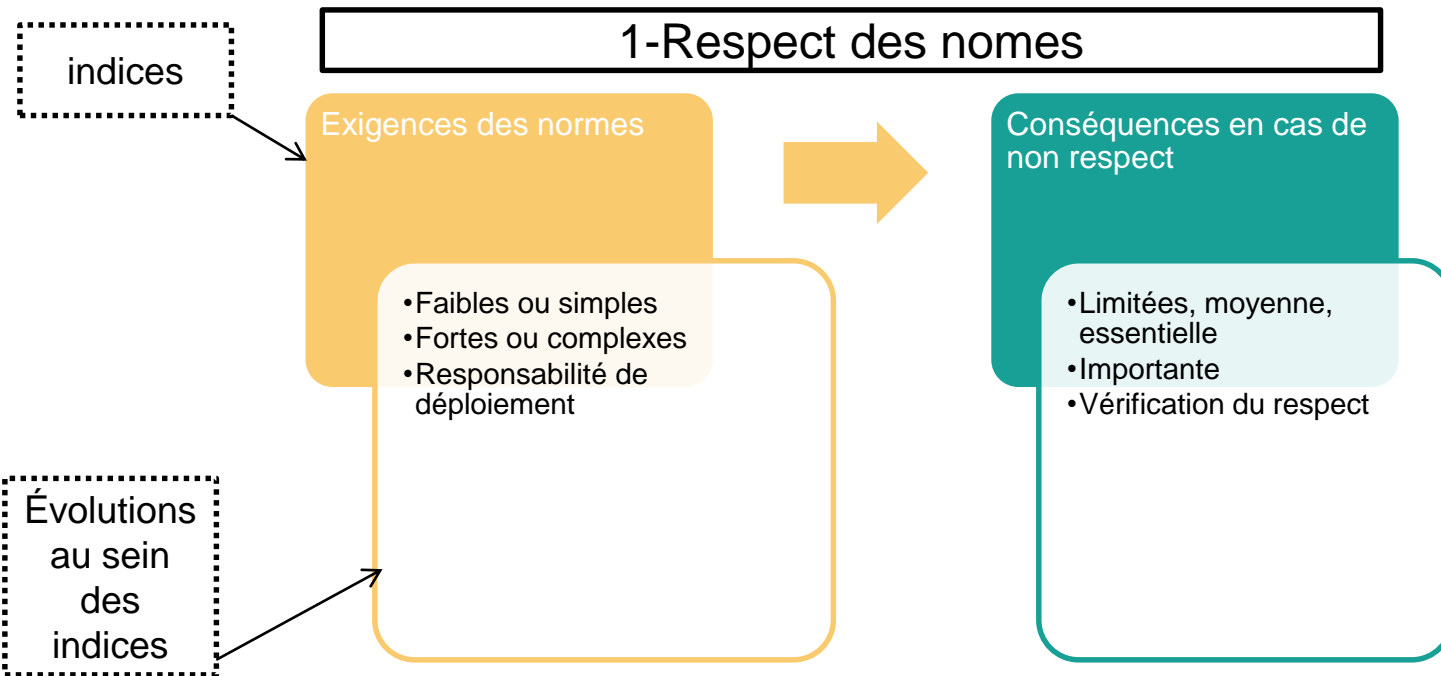 1-Respect des nomes
indices
Exigences des normes
•Faibles ou simples
•Fortes ou complexes
•Responsabilité de
déploiement
Conséquences en cas de
non respect
•Limitées, moyenne,
essentielle
•Importante
•Vérification du respect
Évolutions
au sein
des
indices